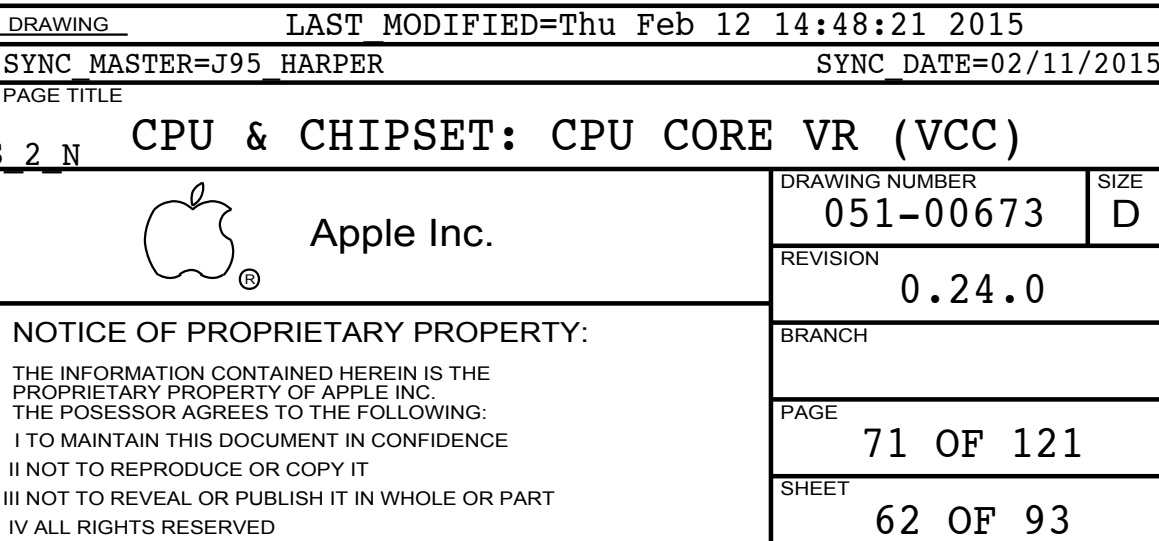 DRAWING
LAST_MODIFIED=Thu Feb 12 14:48:21 2015
SYNC_MASTER=J95_HARPER
SYNC_DATE=02/11/2015
PAGE TITLE
_2_N
CPU & CHIPSET: CPU CORE VR (VCC)
Apple Inc.
®
DRAWING NUMBER
051-00673
SIZE
D
REVISION
0.24.0
BRANCH
NOTICE OF PROPRIETARY PROPERTY:
THE INFORMATION CONTAINED HEREIN IS THE
PROPRIETARY PROPERTY OF APPLE INC.
THE POSESSOR AGREES TO THE FOLLOWING:
I TO MAINTAIN THIS DOCUMENT IN CONFIDENCE
II NOT TO REPRODUCE OR COPY IT
III NOT TO REVEAL OR PUBLISH IT IN WHOLE OR PART
IV ALL RIGHTS RESERVED
PAGE
71 OF 121
SHEET
62 OF 93